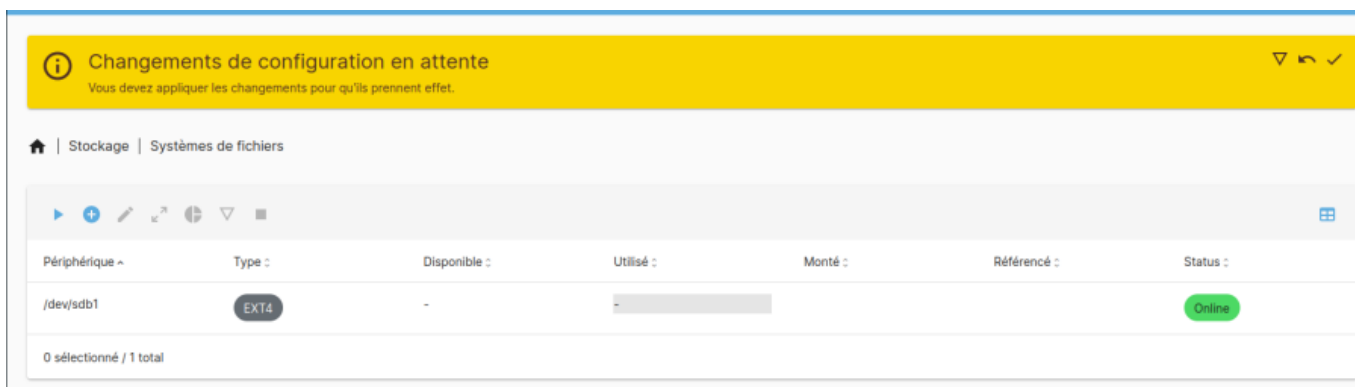 Changements de configuration en attente
Vous devez appliquer les changements pour qu'ils prennent effet.
| Stockage | Systèmes de fichiers
Périphérique Type Disponible Utilisé Monté Référencé Status
/dev/sdb1 EXT4 - - Online
0 sélectionné / 1 total